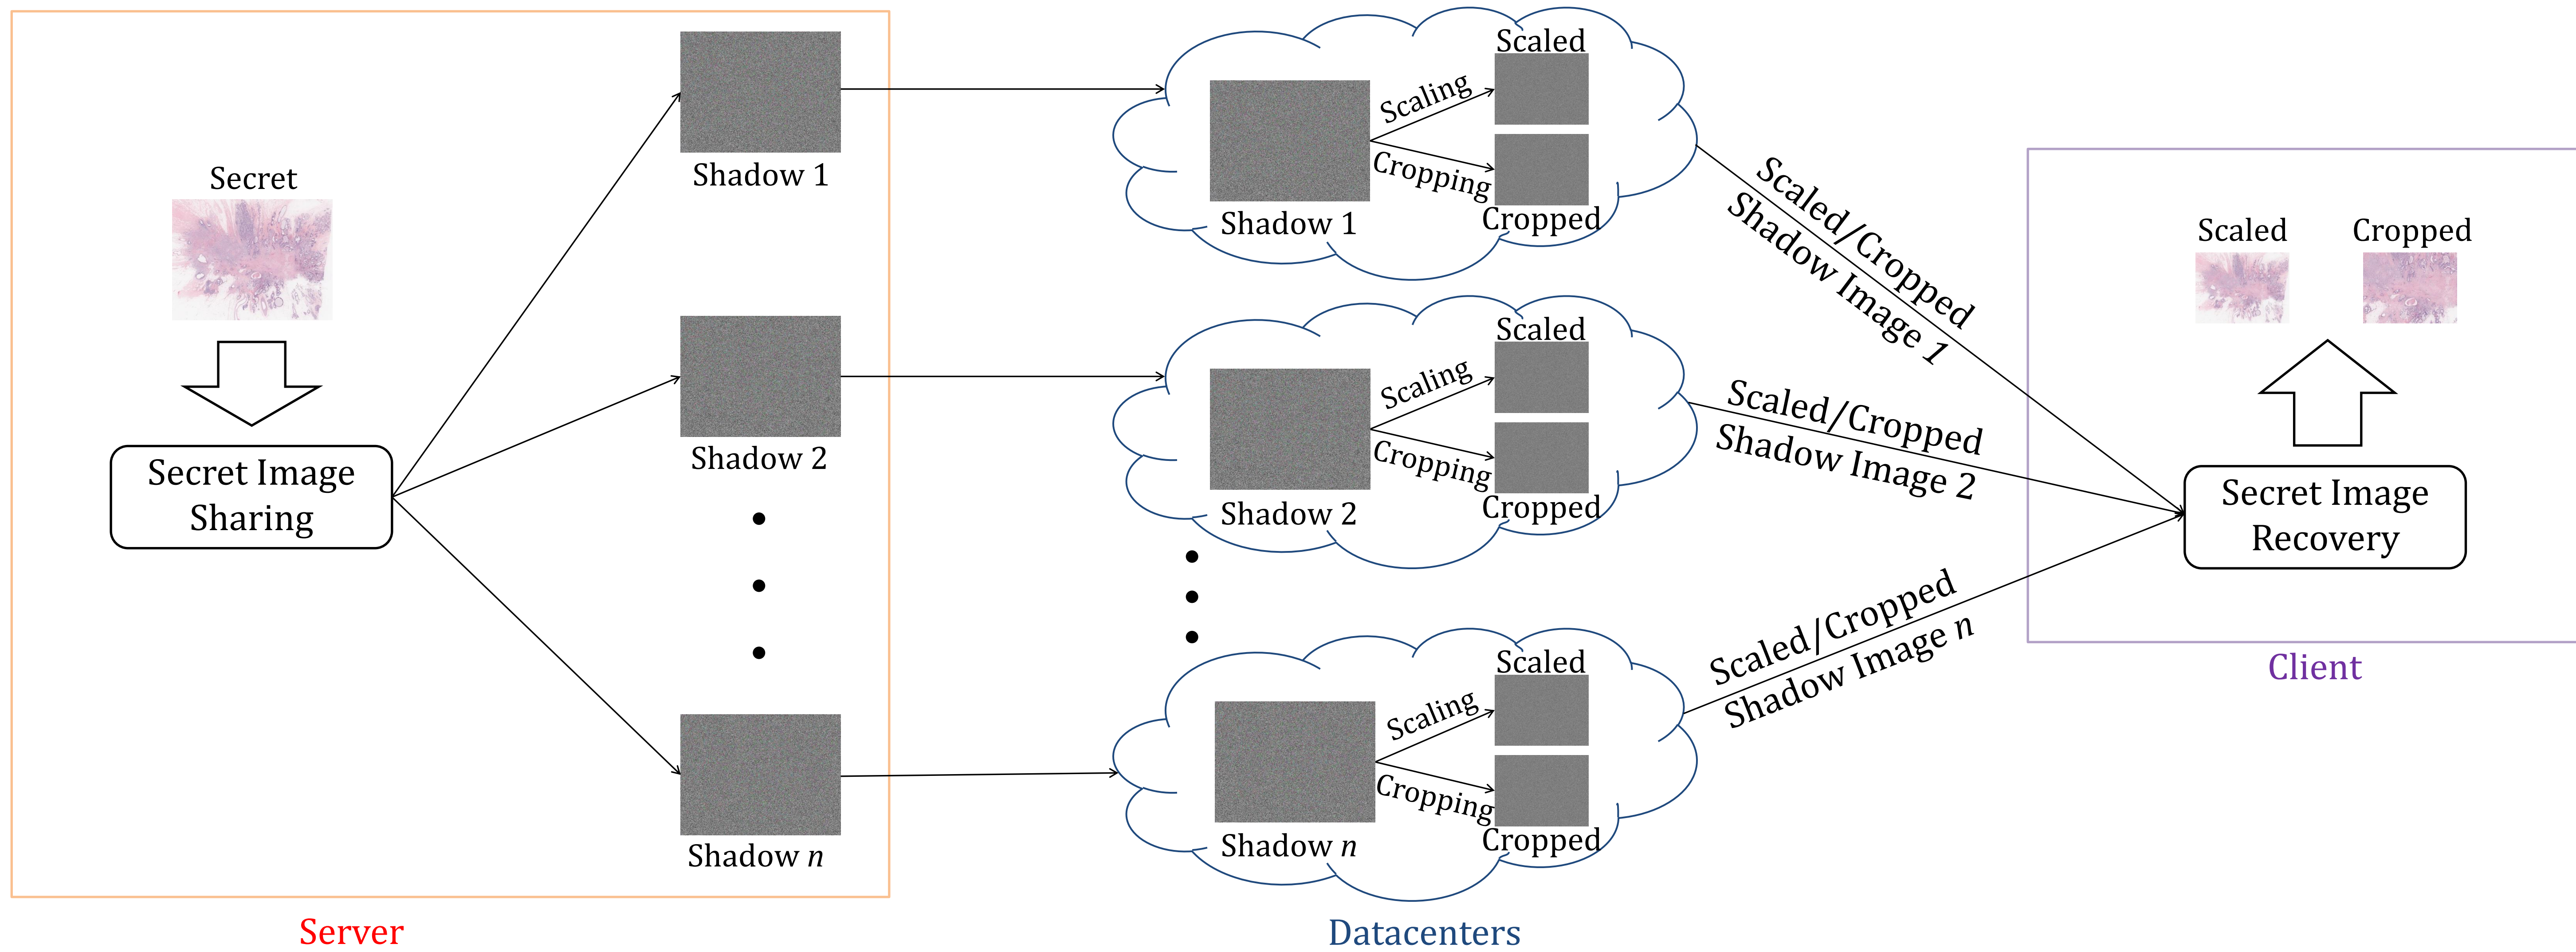 Secret
Secret Image
Sharing
Shadow 1
Shadow 2
Shadow n
Server
Scaled
Scaling
Cropping
Shadow 1
Cropped
Scaled
Scaling
Cropping
Shadow 2
Cropped
Scaled
Scaling
Cropping
Shadow n
Cropped
Datacenters
Scaled/Cropped
Shadow Image 1
Scaled/Cropped
Shadow Image 2
Scaled/Cropped
Shadow Image n
Scaled
Cropped
Secret Image
Recovery
Client